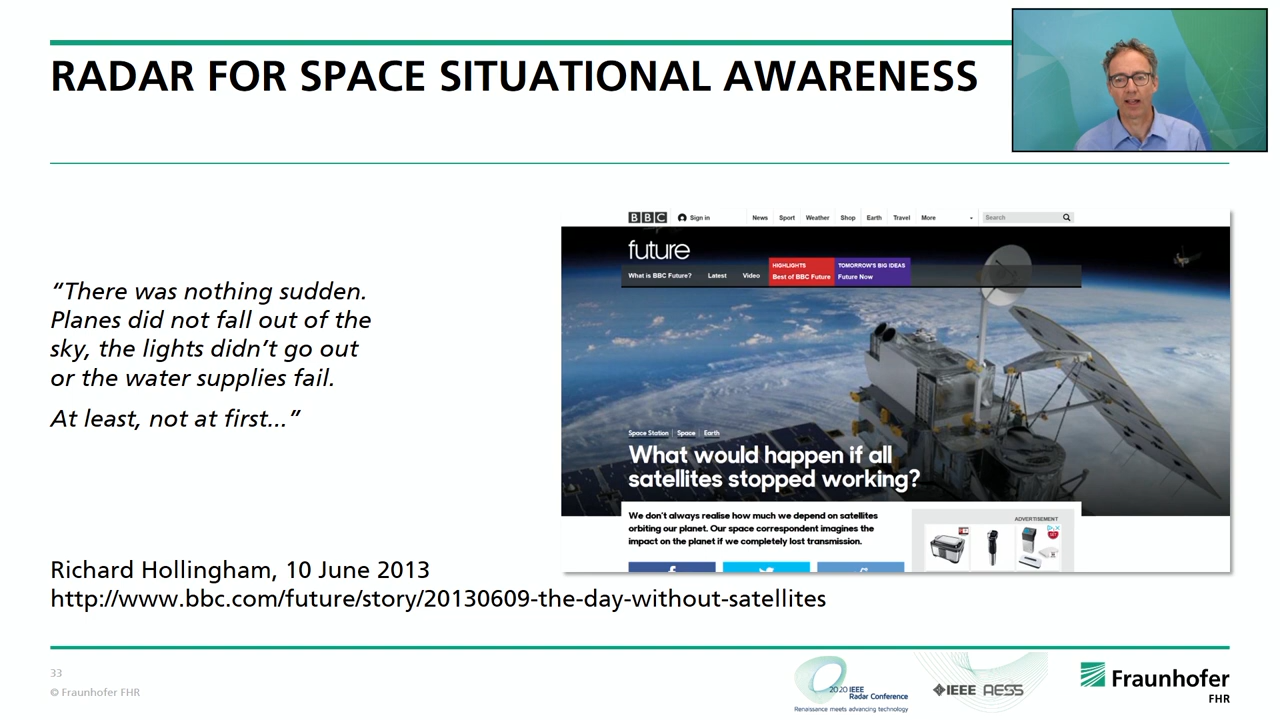 RADAR FOR SPACE SITUATIONAL AWARENESS
“There was nothing sudden.
Planes did not fall out of the
sky, the lights didn’t go out
or the water supplies fail.
At least, not at first...”
BBC Sign in News Sport Weather Shop Earth Travel More Search
future
What is BBC Future? Latest Video
HIGHLIGHTS
Best of BBC Future
TOMORROW'S BIG IDEAS
Future Now
Space Station | Space | Earth
What would happen if all
satellites stopped working?
We don't always realise how much we depend on satellites
orbiting our planet. Our space correspondent imagines the
impact on the planet if we completely lost transmission.
ADVERTISEMENT
Richard Hollingham, 10 June 2013
http://www.bbc.com/future/story/20130609-the-day-without-satellites
33
© Fraunhofer FHR
2020 IEEE
Radar Conference
Renaissance meets advancing technology
IEEE AESS
Fraunhofer
FHR